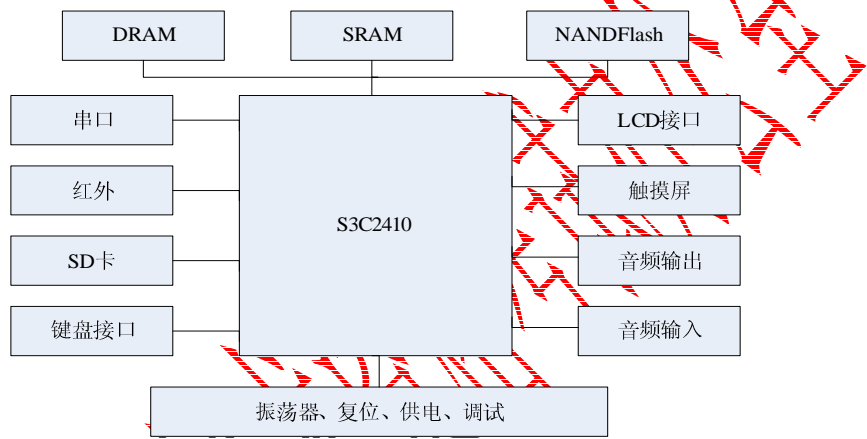 DRAM
SRAM
NANDFlash
串口
LCD接口
红外
触摸屏
S3C2410
SD卡
音频输出
键盘接口
音频输入
振荡器、复位、供电、调试